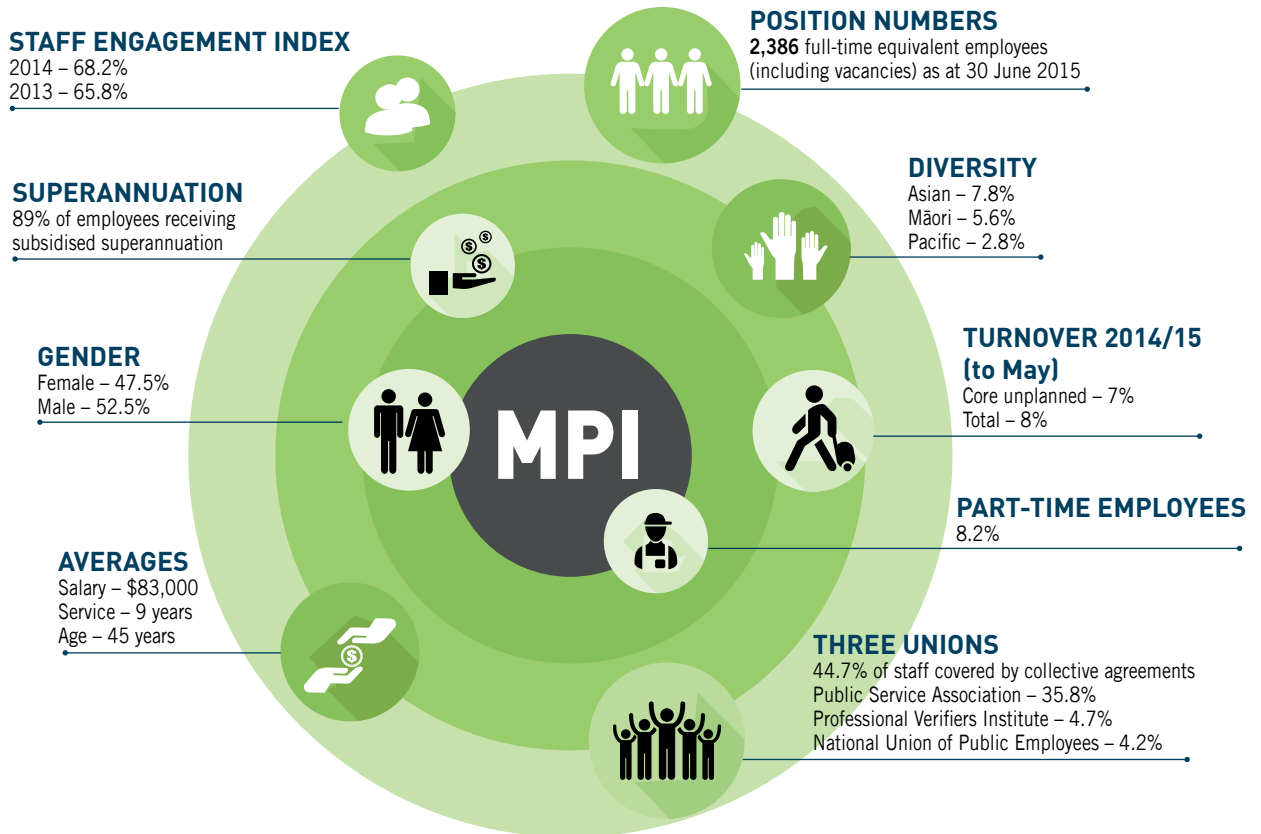 STAFF ENGAGEMENT INDEX
2014 – 68.2%
2013 – 65.8%
POSITION NUMBERS
2,386 full-time equivalent employees
(including vacancies) as at 30 June 2015
SUPERANNUATION
89% of employees receiving
subsidised superannuation
DIVERSITY
Asian – 7.8%
Māori – 5.6%
Pacific – 2.8%
GENDER
Female – 47.5%
Male – 52.5%
MPI
TURNOVER 2014/15
(to May)
Core unplanned – 7%
Total – 8%
PART-TIME EMPLOYEES
8.2%
AVERAGES
Salary – $83,000
Service – 9 years
Age – 45 years
THREE UNIONS
44.7% of staff covered by collective agreements
Public Service Association – 35.8%
Professional Verifiers Institute – 4.7%
National Union of Public Employees – 4.2%